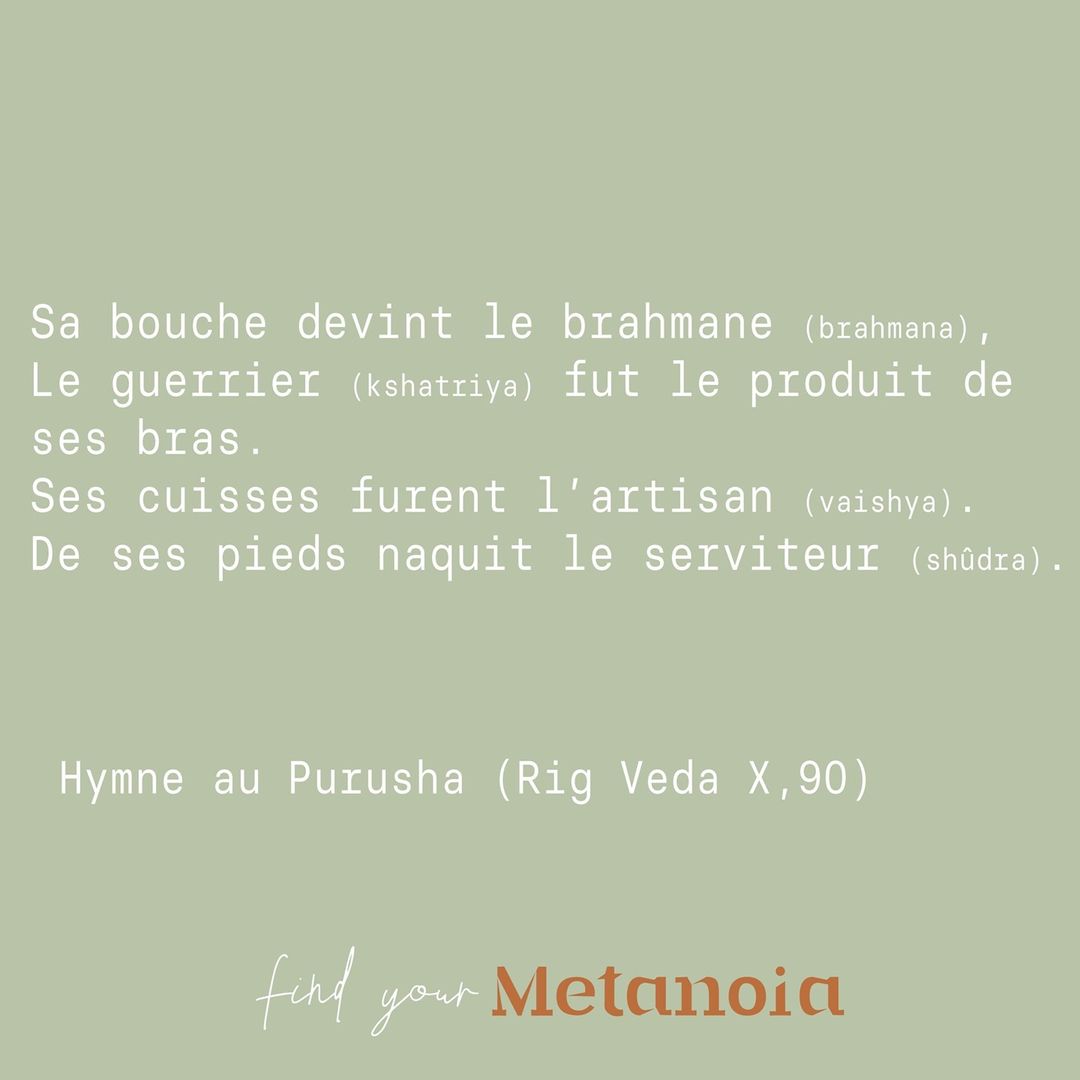 Sa bouche devint le brahmane (brahmana),
Le guerrier (kshatriya) fut le produit de
ses bras.
Ses cuisses furent l’artisan (vaishya).
De ses pieds naquit le serviteur (shûdra).
Hymne au Purusha (Rig Veda X,90)
find your Metanoia